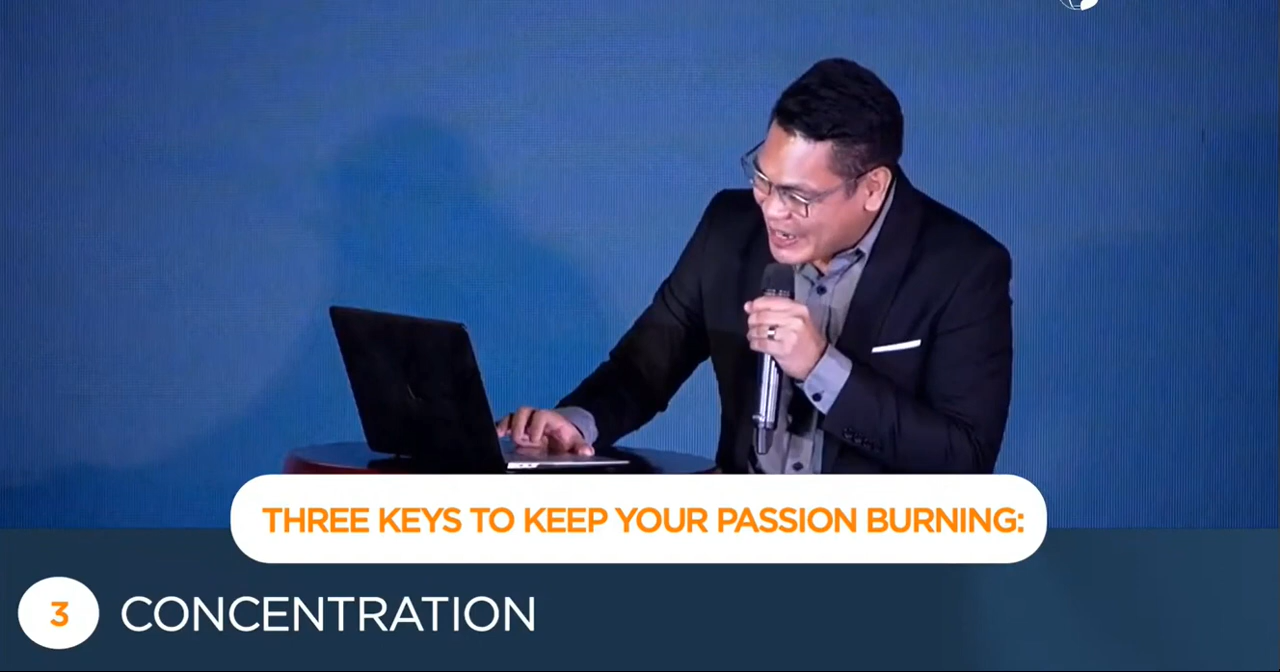 THREE KEYS TO KEEP YOUR PASSION BURNING:
3 CONCENTRATION